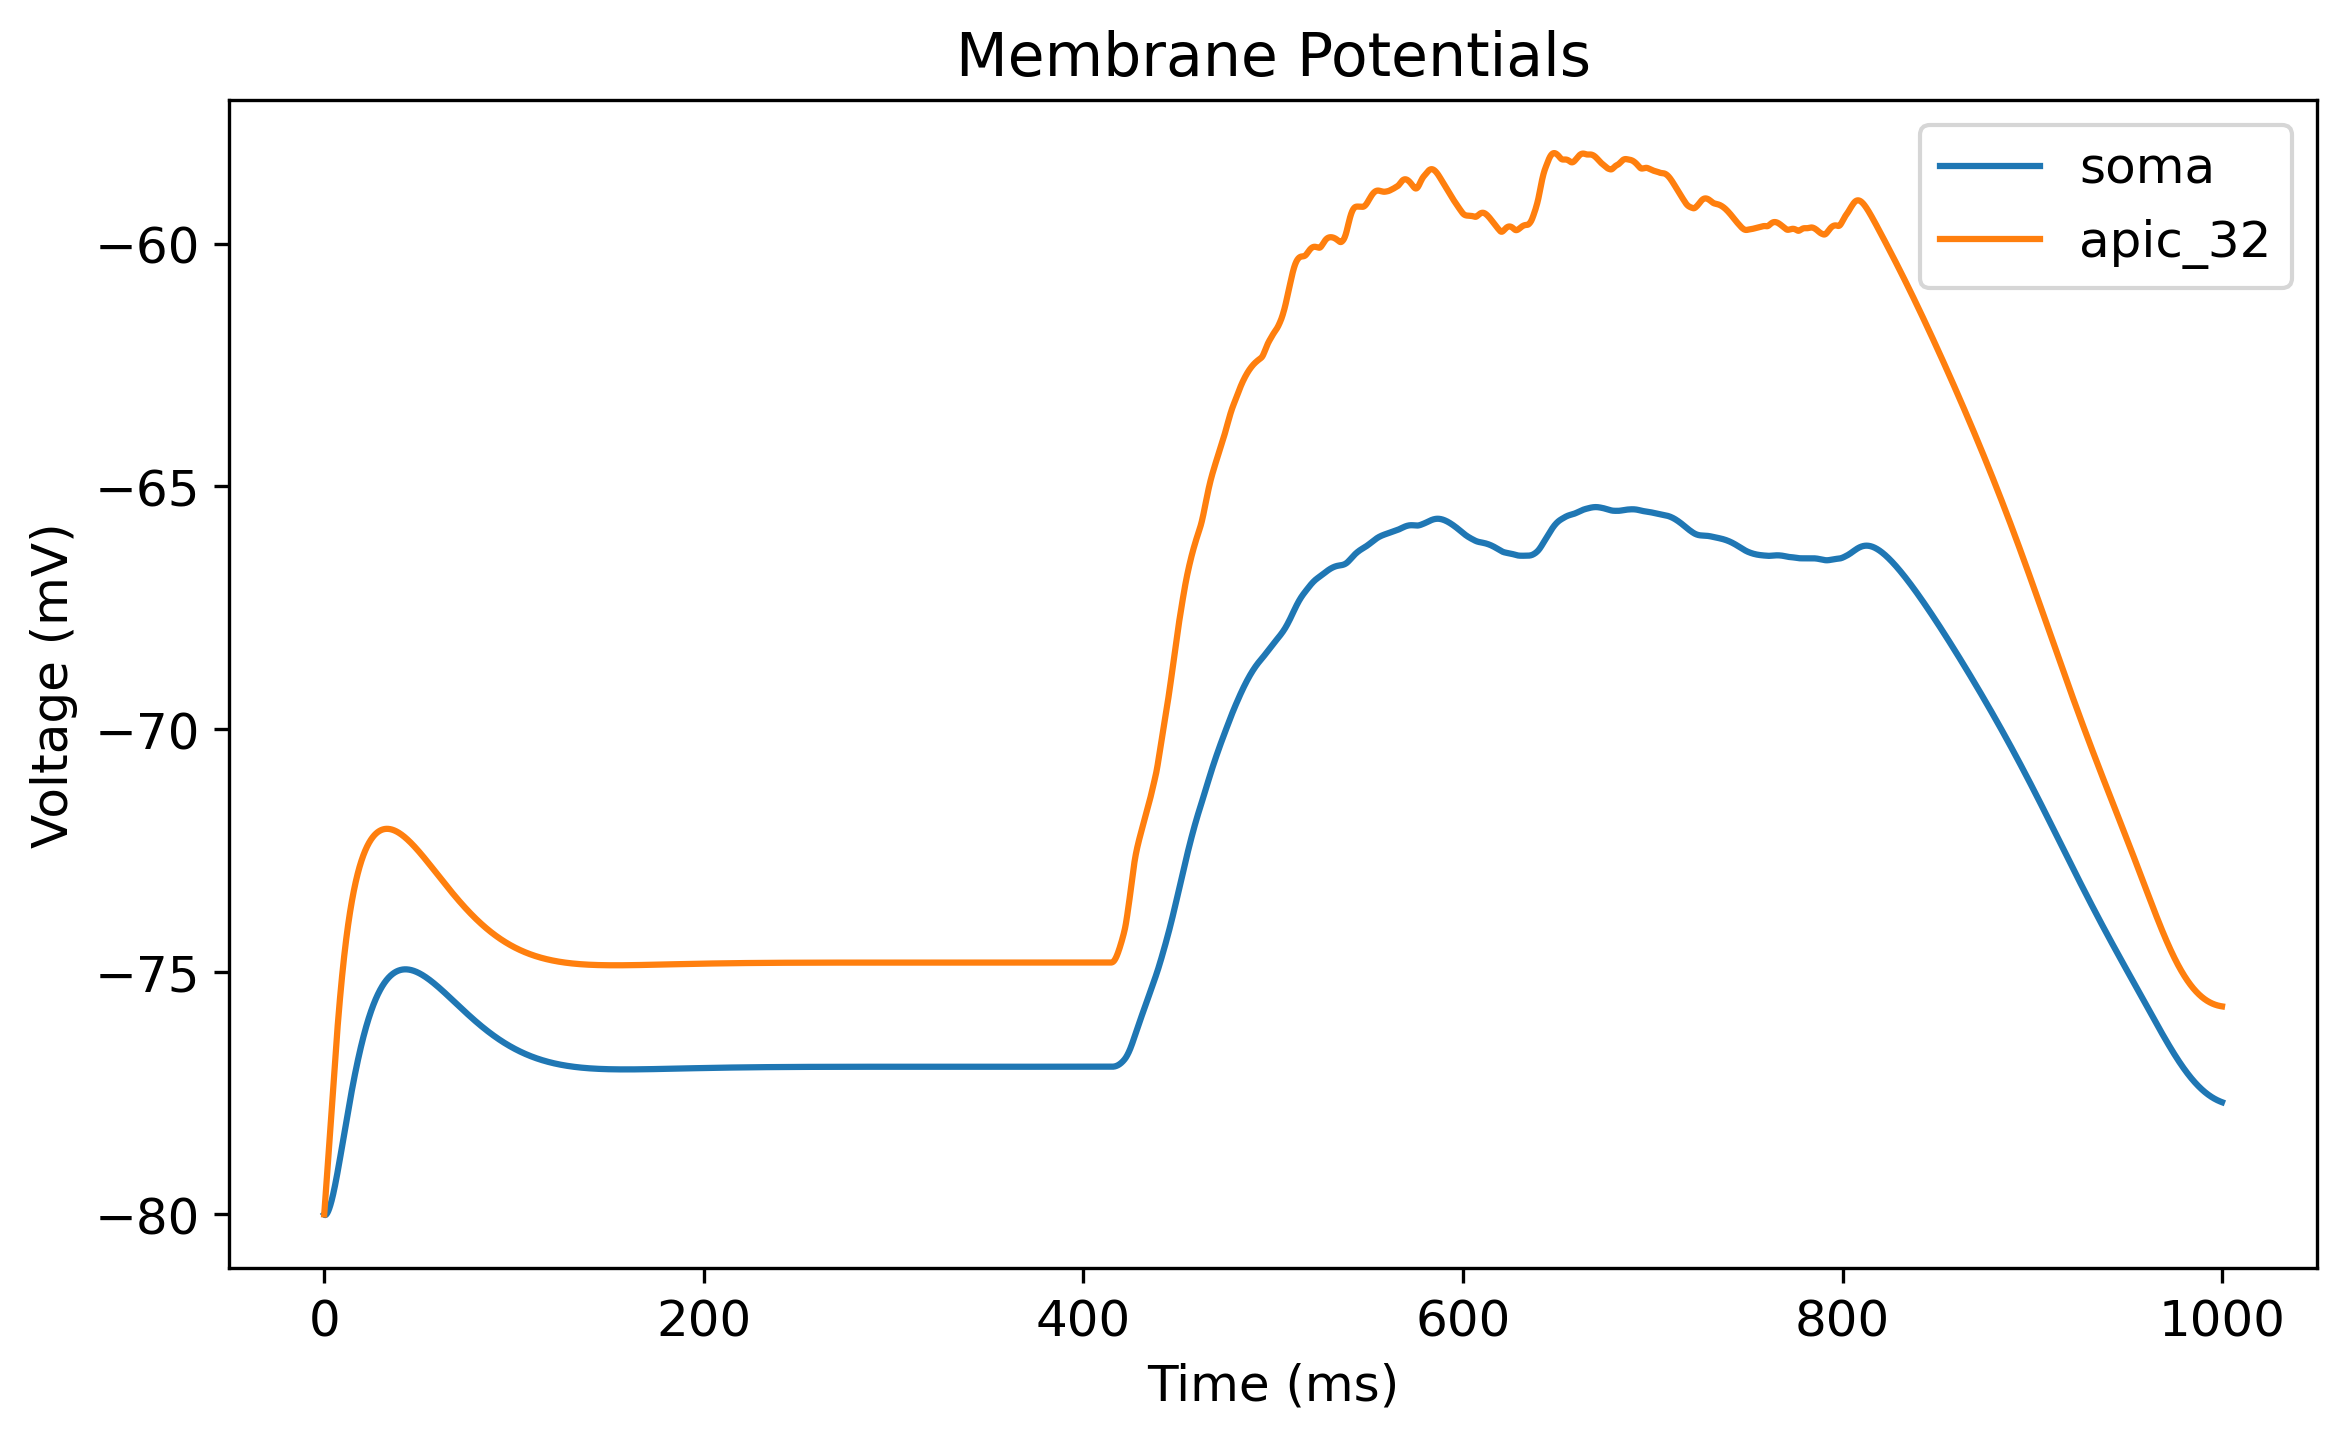 Membrane Potentials
soma
apic_32
Voltage (mV)
−60
−65
−70
−75
−80
0 200 400 600 800 1000
Time (ms)